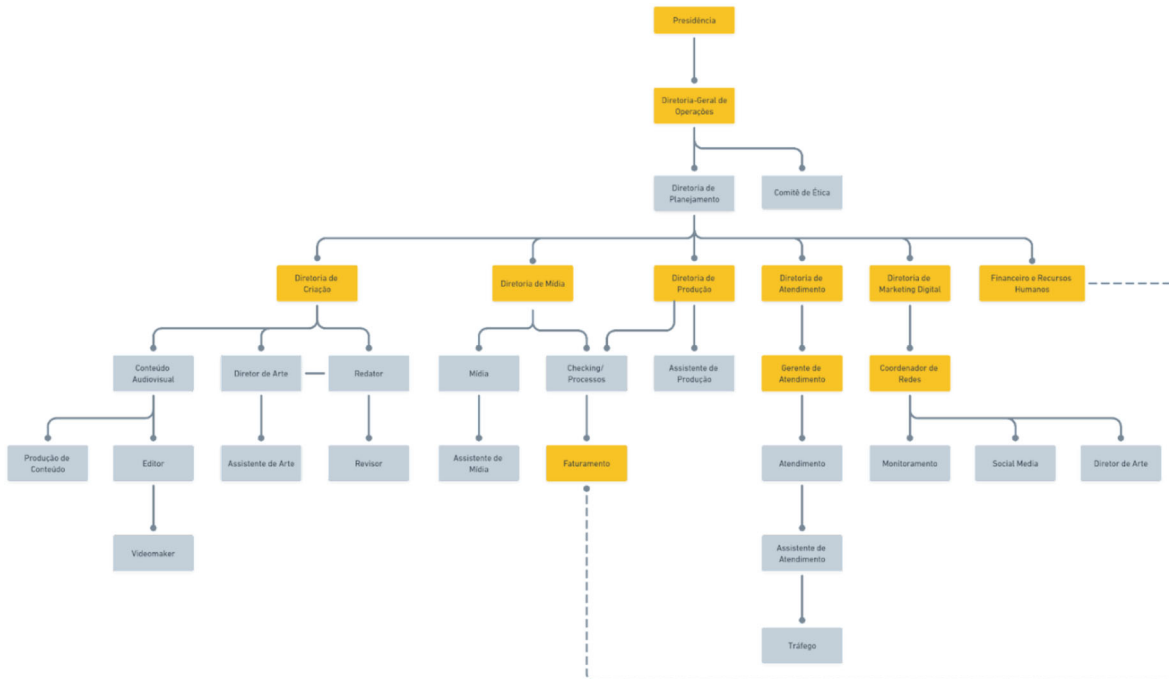 Presidência
Diretoria-Geral de
Operações
Diretoria de
Planejamento
Comitê de Ética
Diretoria de
Criação
Diretoria de Mídia
Diretoria de
Produção
Diretoria de
Atendimento
Diretoria de
Marketing Digital
Financeiro e Recursos
Humanos
Conteúdo
Audiovisual
Diretor de Arte
Redator
Mídia
Checking/
Processos
Assistente de
Produção
Gerente de
Atendimento
Coordenador de
Redes
Produção de
Conteúdo
Editor
Assistente de Arte
Revisor
Assistente de
Mídia
Faturamento
Atendimento
Monitoramento
Social Media
Diretor de Arte
Videomaker
Assistente de
Atendimento
Tráfego